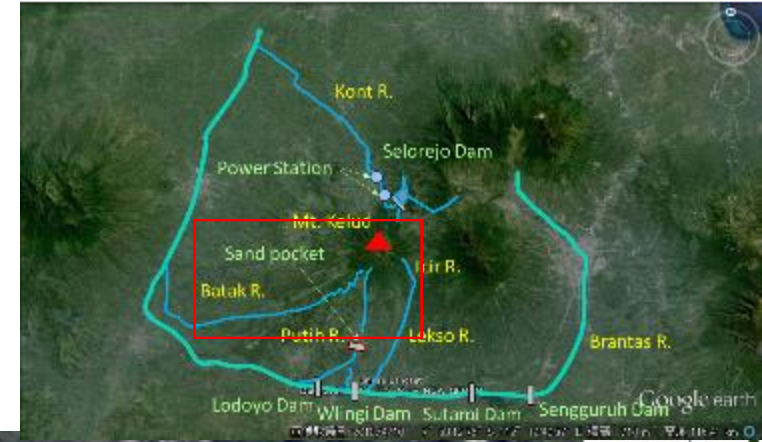 Kont R.
Selorejo Dam
Power Station
Mt. Kelud
Sand pocket
Icir R.
Batak R.
Putih R.
Lekso R.
Brantas R.
Google earth
Lodoyo Dam
Wlingi Dam
Sutami Dam
Sengguruh Dam